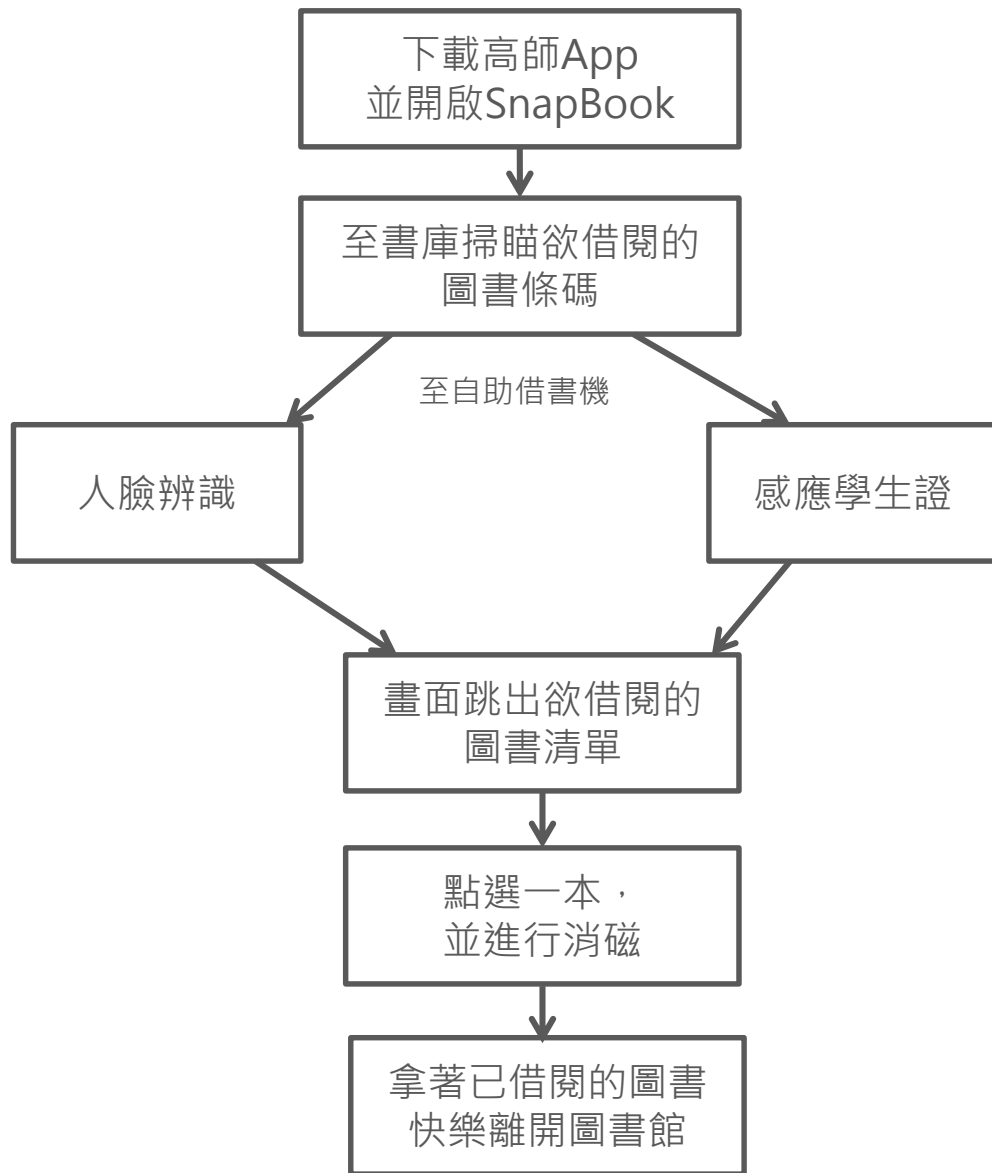 下載高師App
並開啟SnapBook
至書庫掃瞄欲借閱的
圖書條碼
至自助借書機
人臉辨識
感應學生證
畫面跳出欲借閱的
圖書清單
點選一本，
並進行消磁
拿著已借閱的圖書
快樂離開圖書館